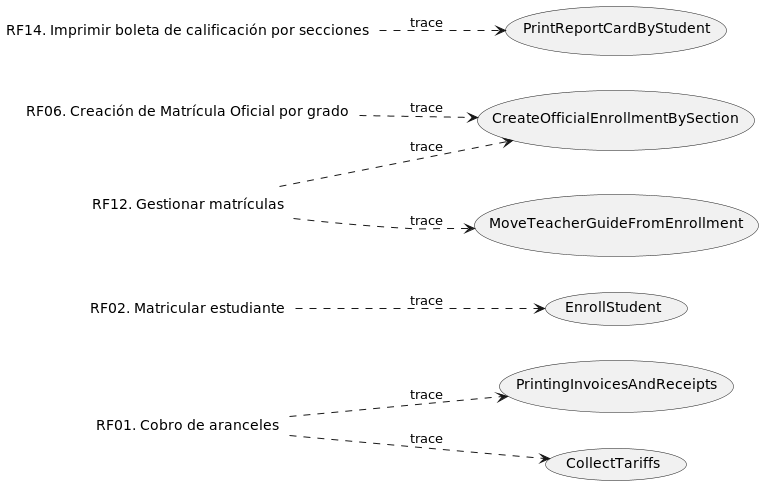 RF14. Imprimir boleta de calificación por secciones
trace
PrintReportCardByStudent
RF06. Creación de Matrícula Oficial por grado
trace
CreateOfficialEnrollmentBySection
trace
RF12. Gestionar matrículas
trace
MoveTeacherGuideFromEnrollment
RF02. Matricular estudiante
trace
EnrollStudent
trace
PrintingInvoicesAndReceipts
RF01. Cobro de aranceles
trace
CollectTariffs